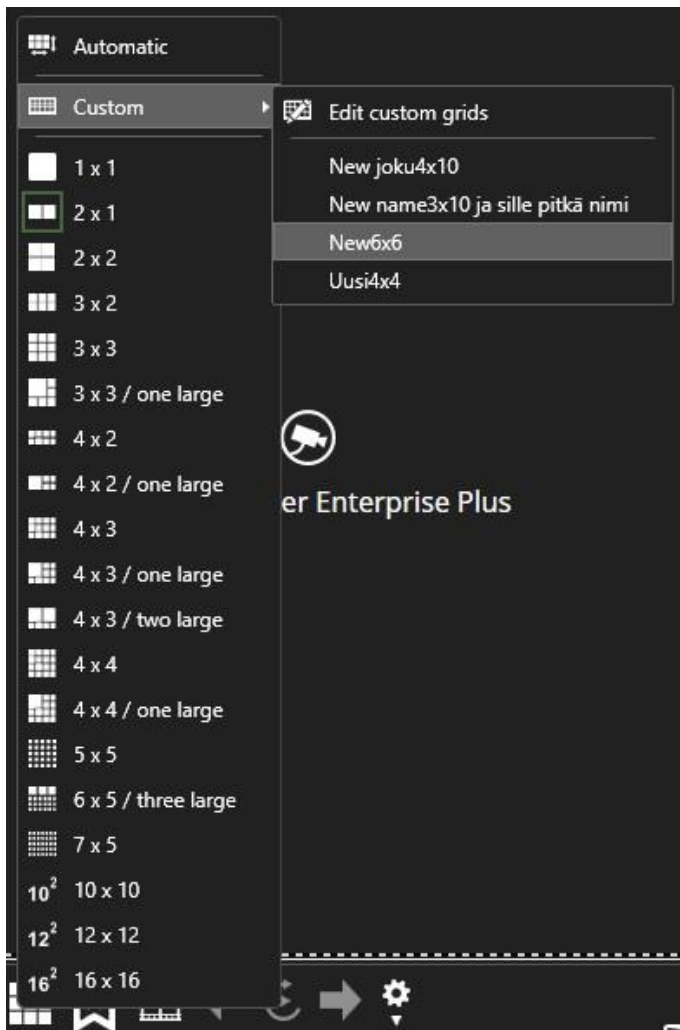 Automatic
Custom
Edit custom grids
New joku4x10
New name3x10 ja sille pitkä nimi
New6x6
Uusi4x4
1 x 1
2 x 1
2 x 2
3 x 2
3 x 3
3 x 3 / one large
4 x 2
4 x 2 / one large
4 x 3
4 x 3 / one large
4 x 3 / two large
4 x 4
4 x 4 / one large
5 x 5
6 x 5 / three large
7 x 5
10² 10 x 10
12² 12 x 12
16² 16 x 16
er Enterprise Plus